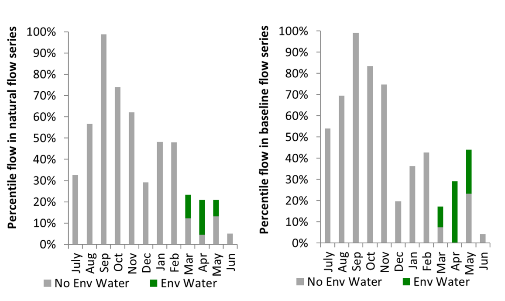 Percentile flow in natural flow series
100%
90%
80%
70%
60%
50%
40%
30%
20%
10%
0%
July
Aug
Sep
Oct
Nov
Dec
Jan
Feb
Mar
Apr
May
Jun
No Env Water
Env Water
Percentile flow in baseline flow series
100%
90%
80%
70%
60%
50%
40%
30%
20%
10%
0%
July
Aug
Sep
Oct
Nov
Dec
Jan
Feb
Mar
Apr
May
Jun
No Env Water
Env Water